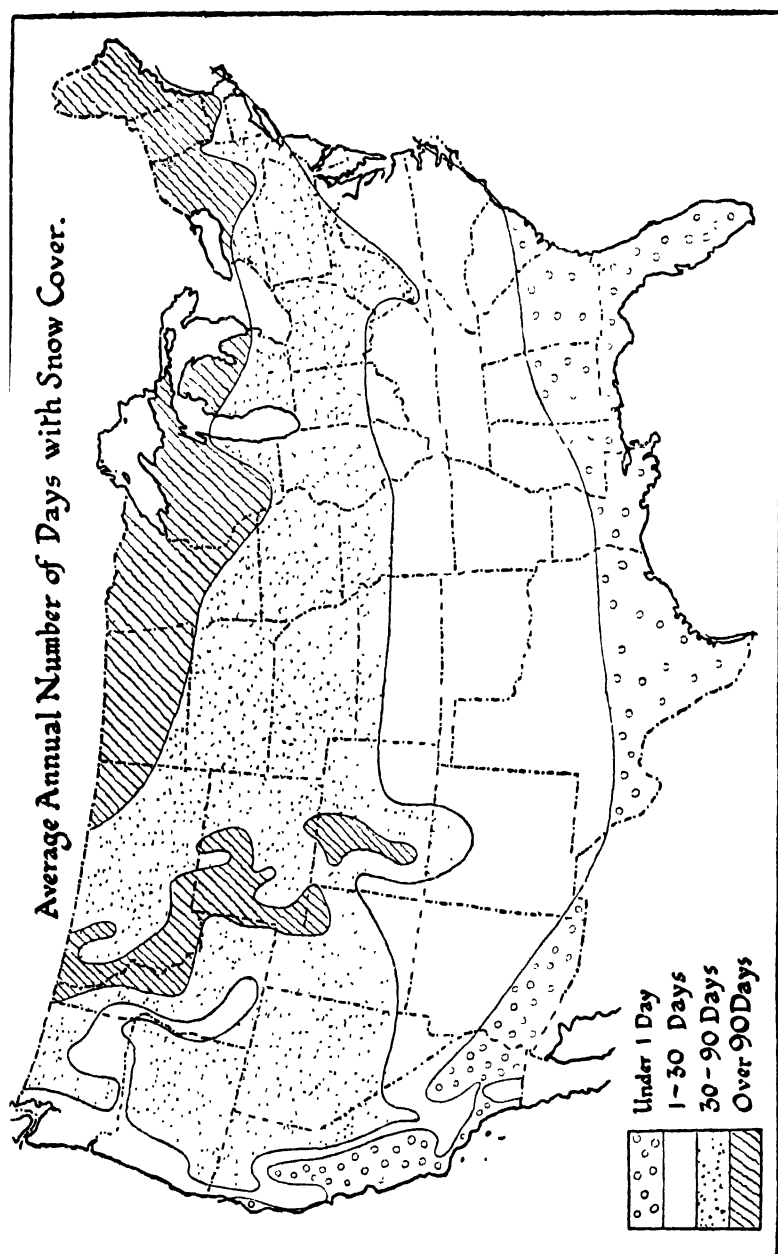 Average Annual Number of Days with Snow Cover.
Under 1 Day
1-30 Days
30-90 Days
Over 90 Days